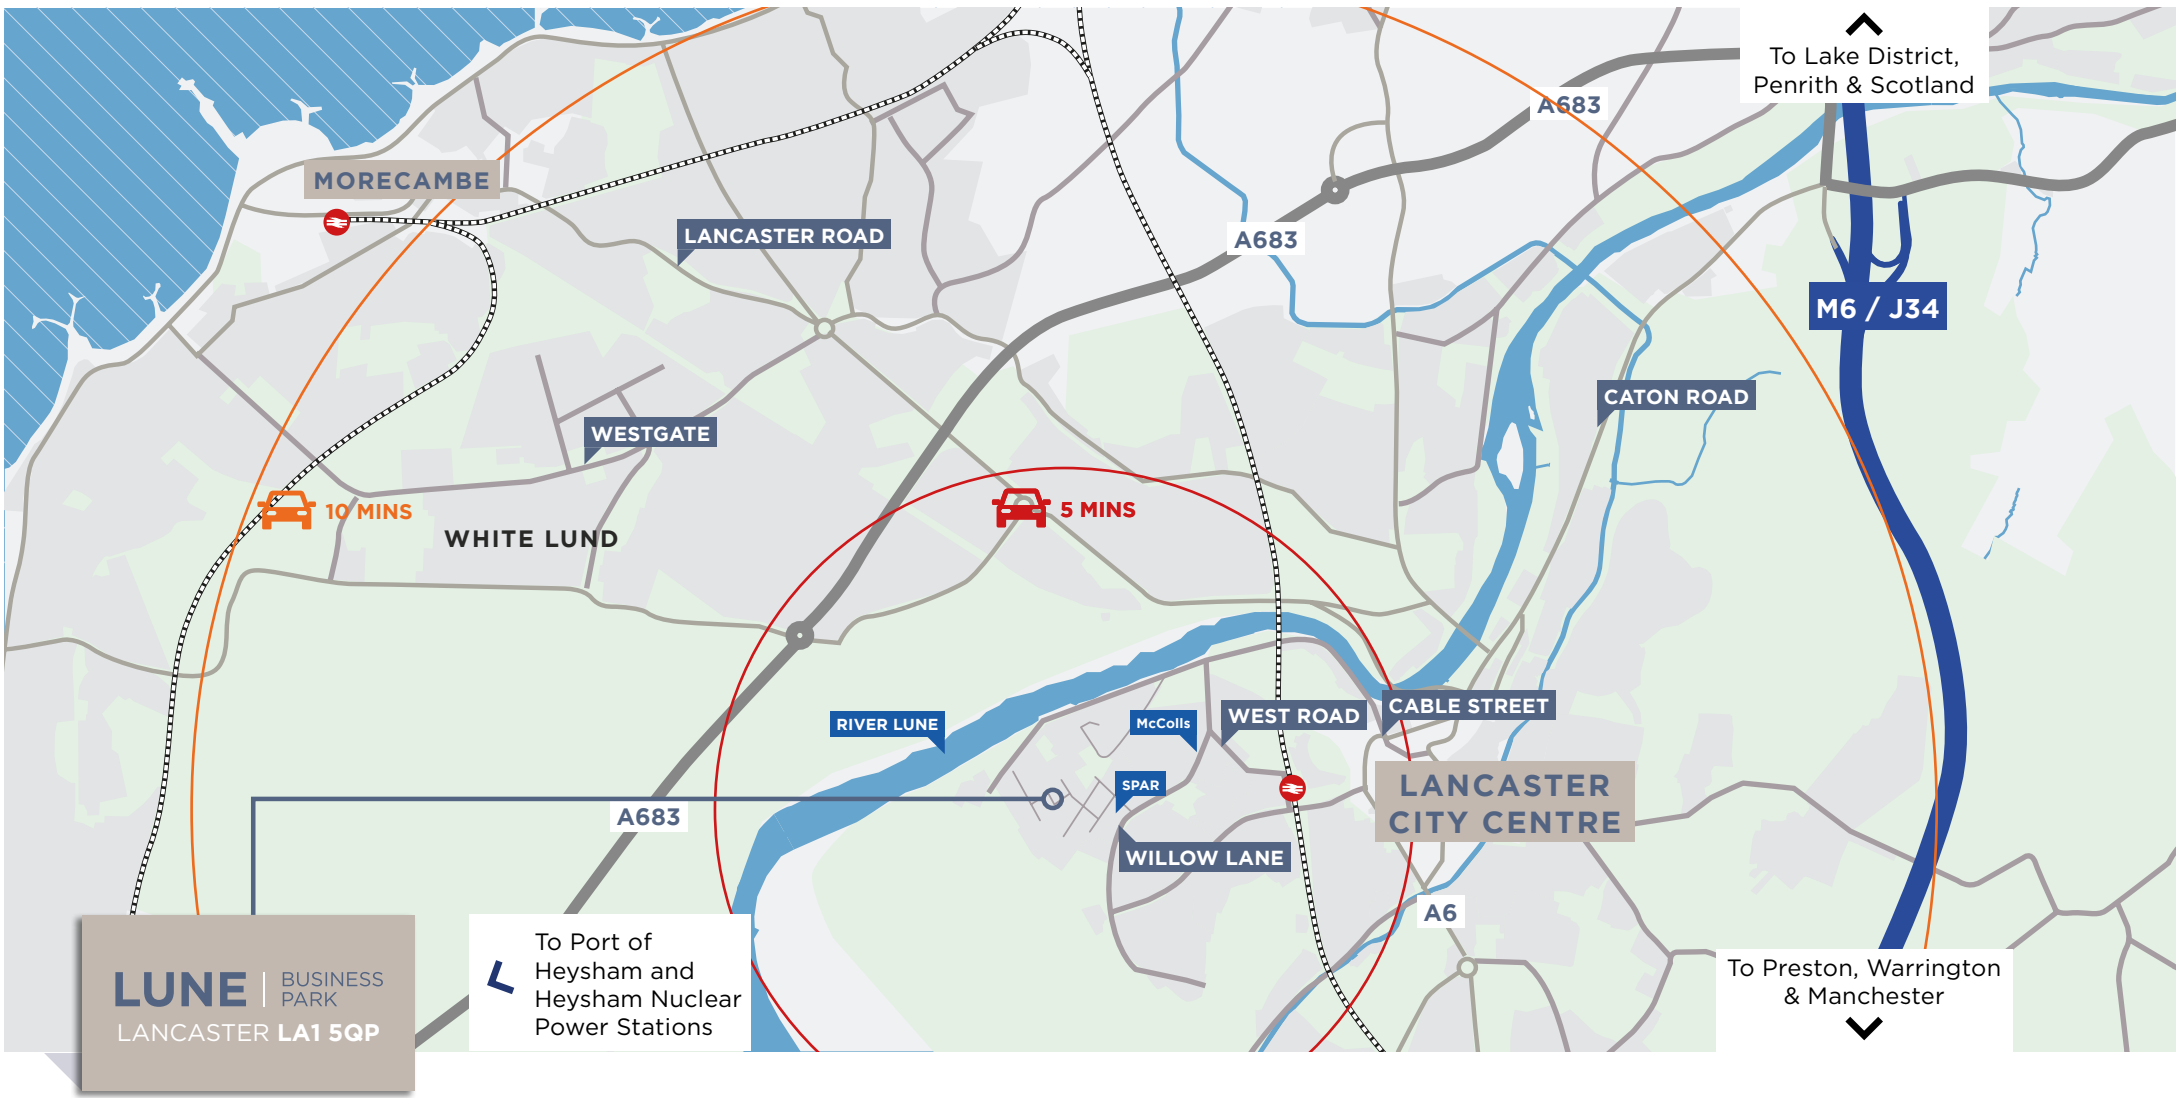 To Lake District,
Penrith & Scotland
A683
MORECAMBE
LANCASTER ROAD
A683
M6 / J34
CATON ROAD
WESTGATE
10 MINS
5 MINS
WHITE LUND
RIVER LUNE
McColls
WEST ROAD
CABLE STREET
SPAR
LANCASTER
CITY CENTRE
A683
WILLOW LANE
A6
To Port of
Heysham and
Heysham Nuclear
Power Stations
To Preston, Warrington
& Manchester
LUNE
BUSINESS
PARK
LANCASTER LA1 5QP